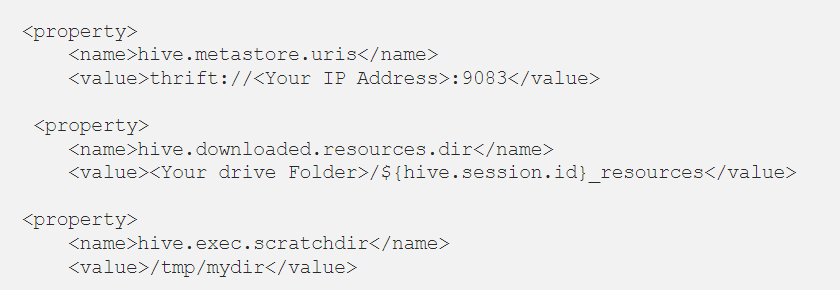 <property>
<name>hive.metastore.uris</name>
<value>thrift://<Your IP Address>:9083</value>
<property>
<name>hive.downloaded.resources.dir</name>
<value><Your drive Folder>/${hive.session.id}_resources</value>
<property>
<name>hive.exec.scratchdir</name>
<value>/tmp/mydir</value>